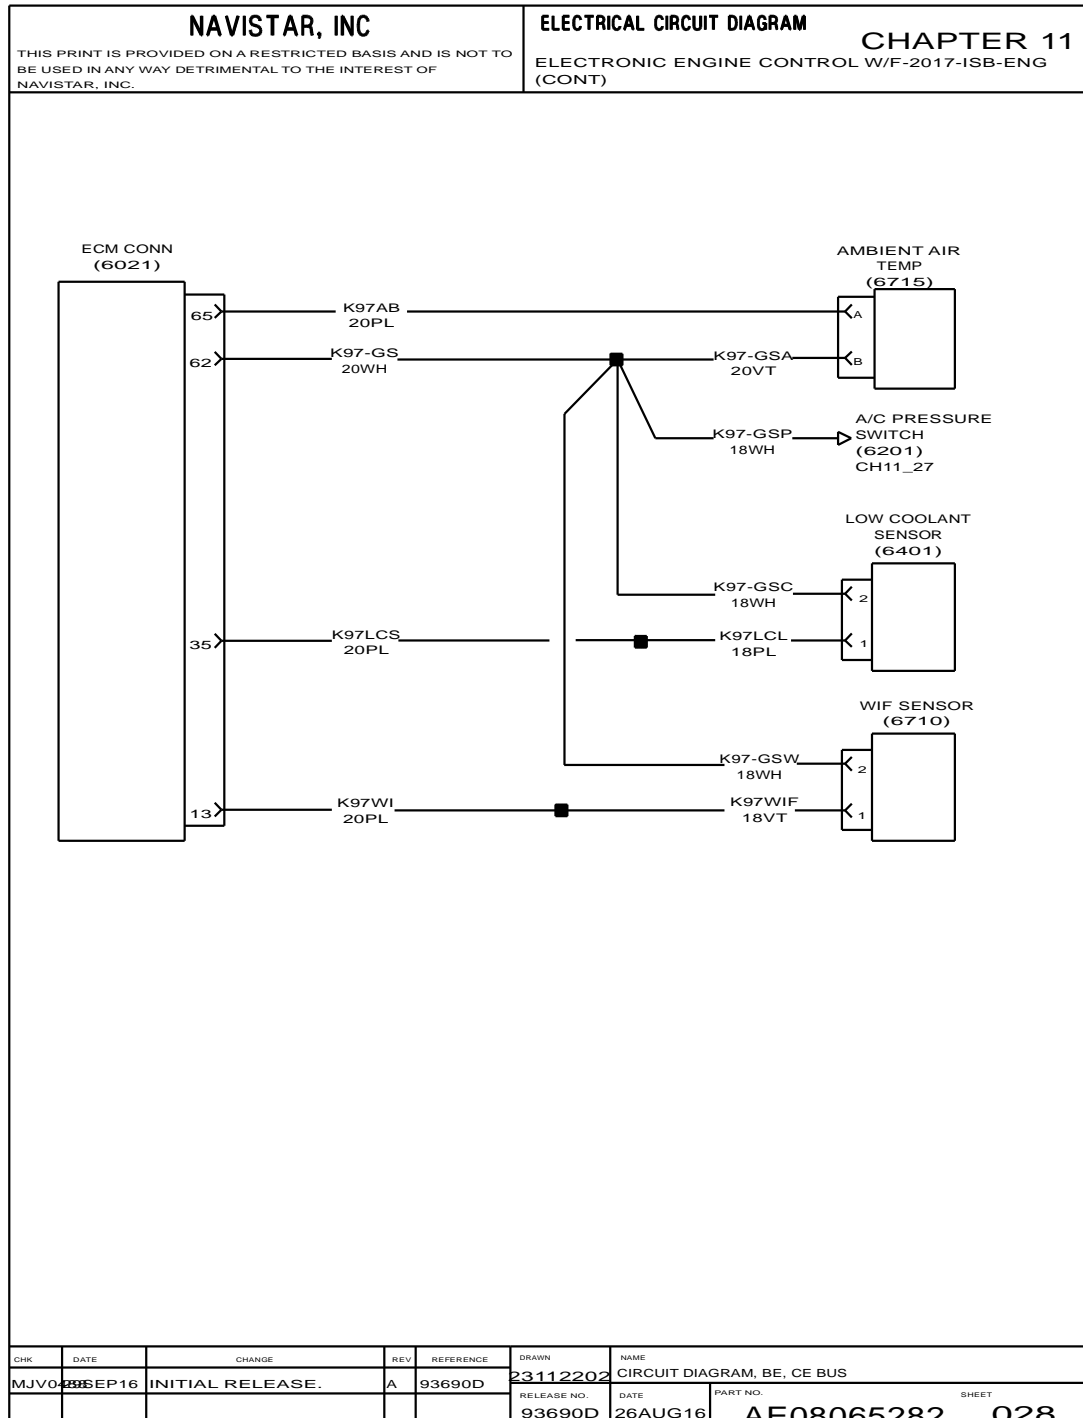 NAVISTAR, INC
THIS PRINT IS PROVIDED ON A RESTRICTED BASIS AND IS NOT TO
BE USED IN ANY WAY DETRIMENTAL TO THE INTEREST OF
NAVISTAR, INC.
ELECTRICAL CIRCUIT DIAGRAM
CHAPTER 11
ELECTRONIC ENGINE CONTROL W/F-2017-ISB-ENG
(CONT)
ECM CONN
(6021)
AMBIENT AIR
TEMP
(6715)
65
K97AB
20PL
A
62
K97-GS
20WH
K97-GSA
20VT
B
K97-GSP
18WH
A/C PRESSURE
SWITCH
(6201)
CH11_27
LOW COOLANT
SENSOR
(6401)
K97-GSC
18WH
2
35
K97LCS
20PL
K97LCL
18PL
1
WIF SENSOR
(6710)
K97-GSW
18WH
2
13
K97WI
20PL
K97WIF
18VT
1
CHK
DATE
CHANGE
REV
REFERENCE
DRAWN
NAME
23112202
CIRCUIT DIAGRAM, BE, CE BUS
SEP16
INITIAL RELEASE.
A
93690D
RELEASE NO.
DATE
PART NO.
SHEET
93690D
26AUG16
AE08065282
028